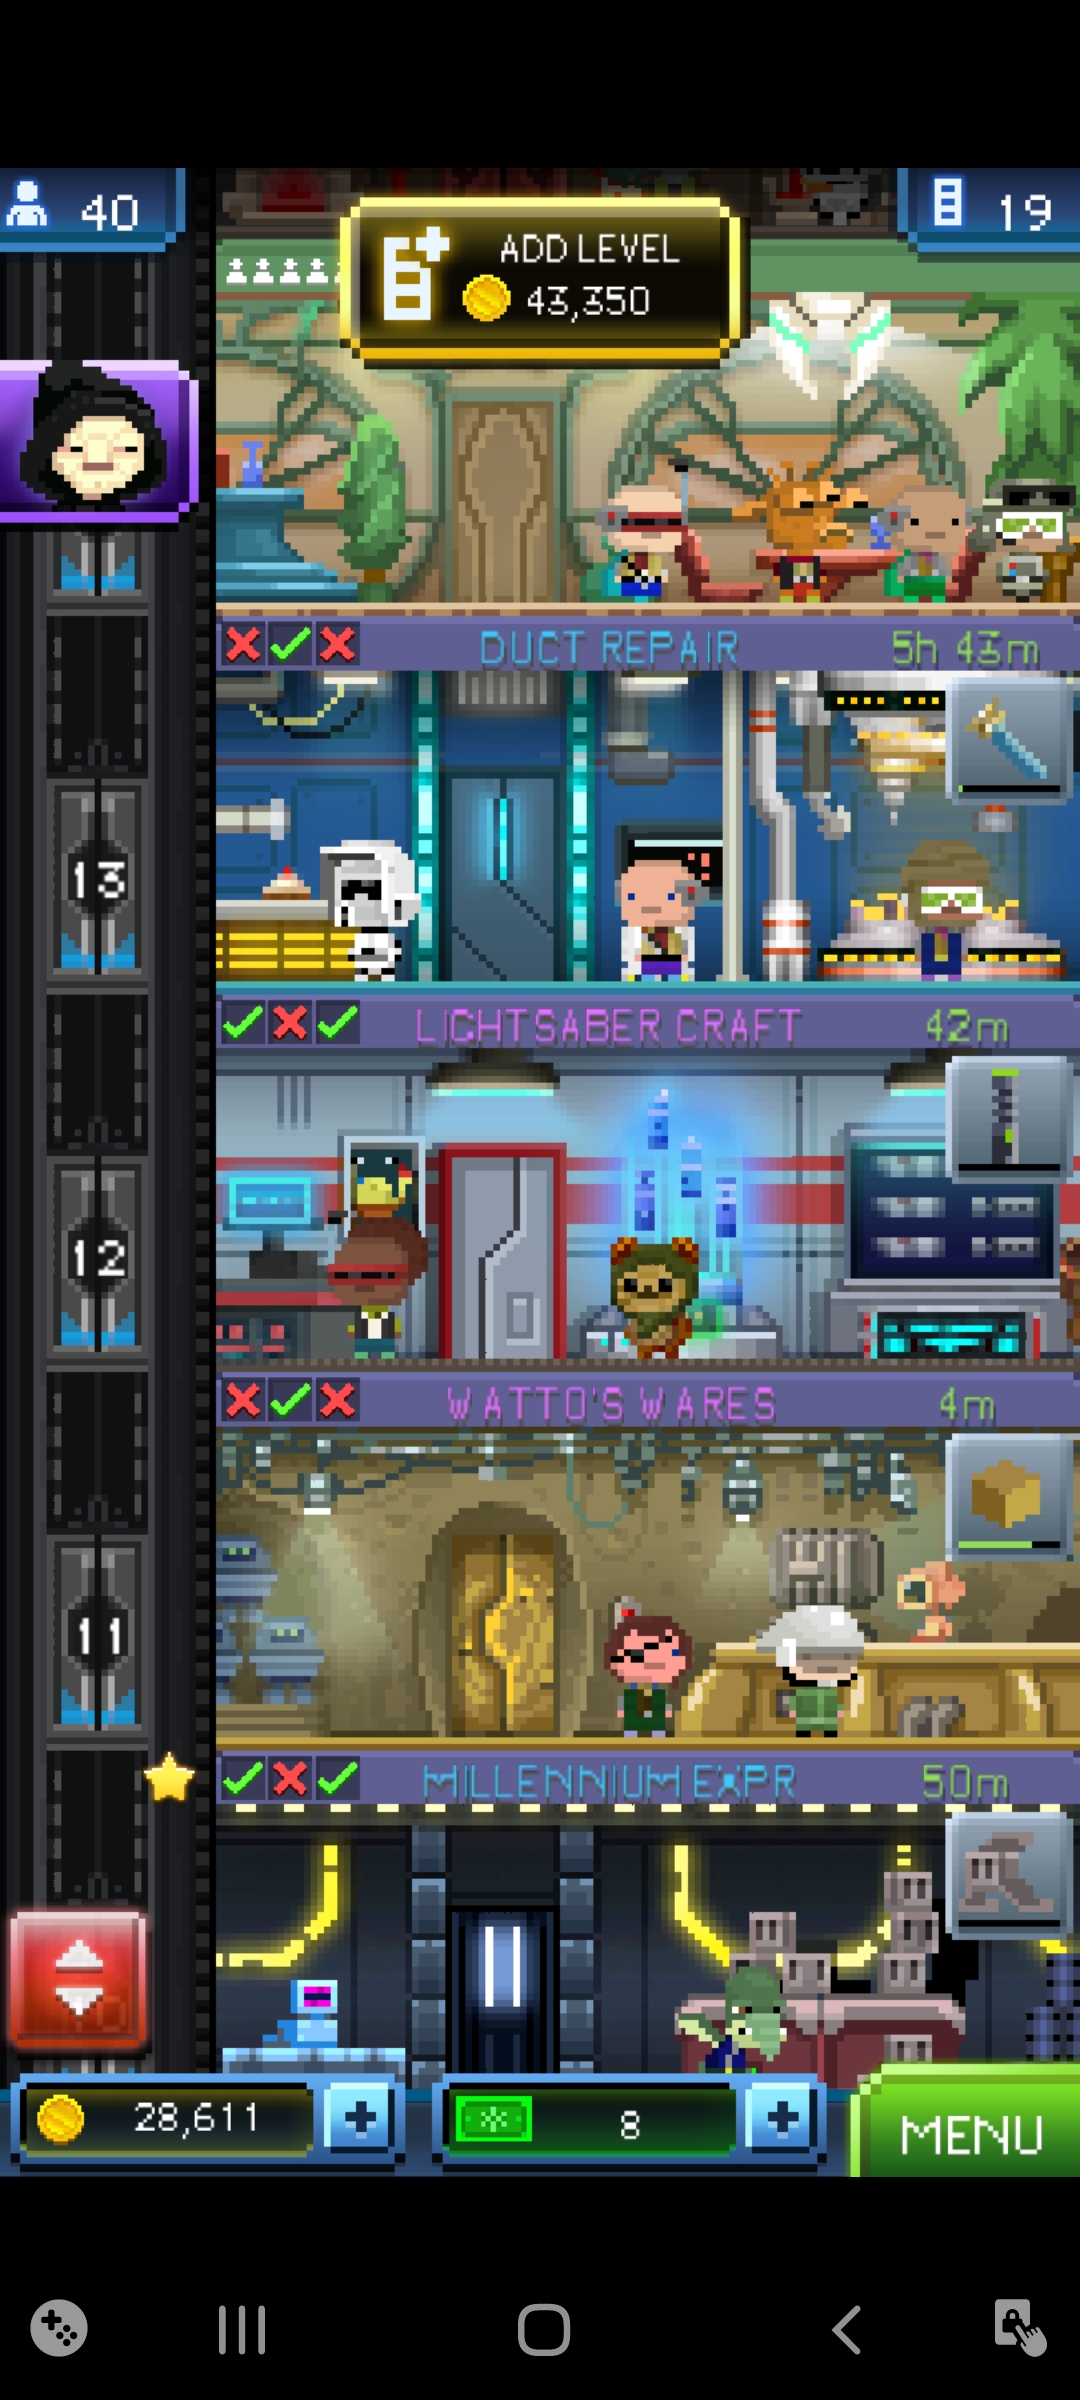 40
19
ADD LEVEL
43,350
DUCT REPAIR
5h 43m
13
LIGHTSABER CRAFT
42m
12
WATTO'S WARES
4m
11
MILLENNIUM EXPR
50m
28,611
8
MENU